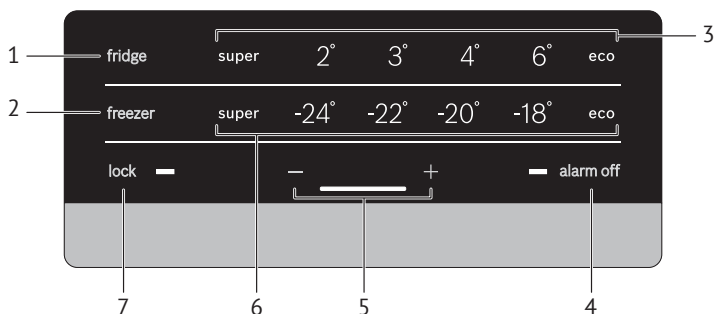 1 fridge super 2° 3° 4° 6° eco 3
2 freezer super -24° -22° -20° -18° eco
lock − + alarm off
7 6 5 4